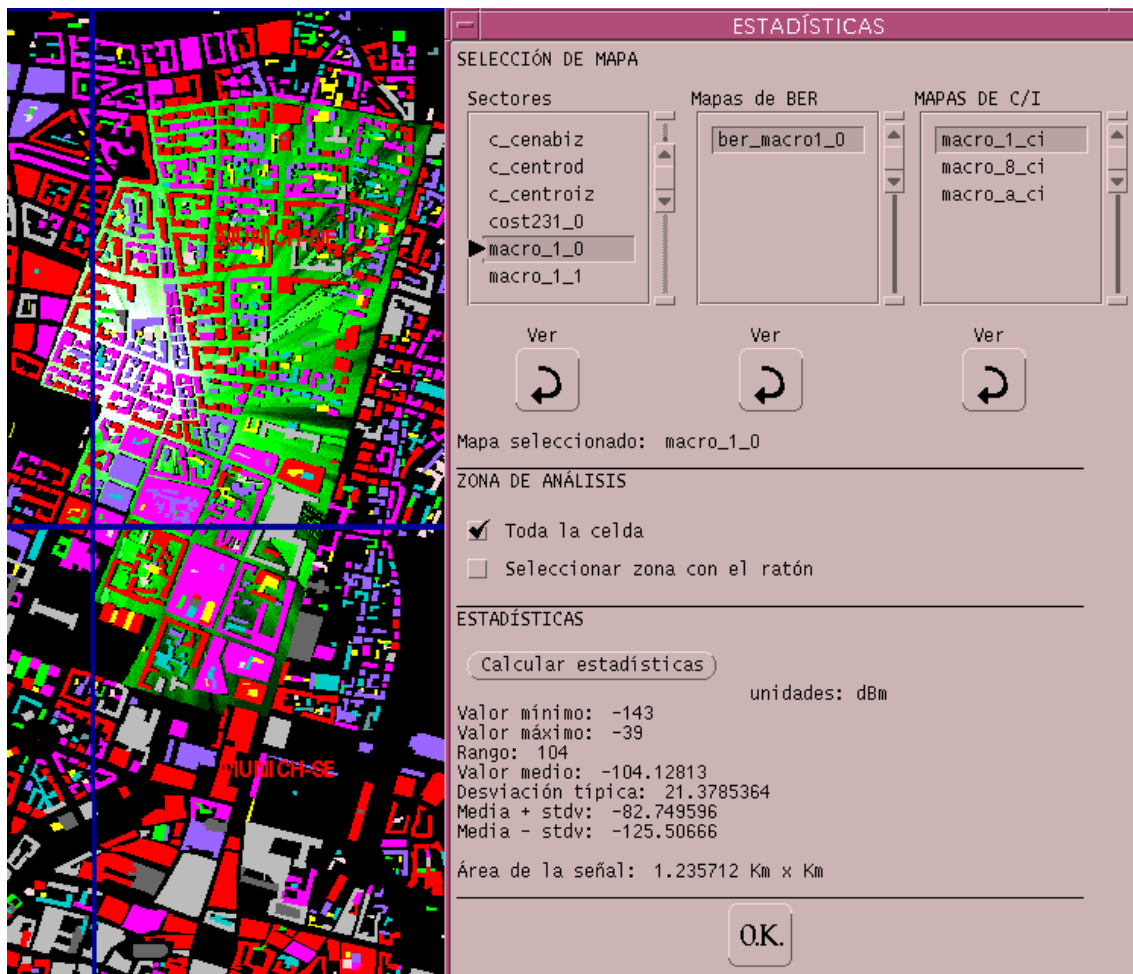 ESTADÍSTICAS
SELECCIÓN DE MAPA
Sectores
c_cenabiz
c_centrod
c_centroiz
cost231_0
macro_1_0
macro_1_1
Mapas de BER
ber_macro1_0
MAPAS DE C/I
macro_1_ci
macro_8_ci
macro_a_ci
Ver Ver Ver
Mapa seleccionado: macro_1_0
ZONA DE ANÁLISIS
Toda la celda
Seleccionar zona con el ratón
ESTADÍSTICAS
Calcular estadísticas
unidades: dBm
Valor mínimo: -143
Valor máximo: -39
Rango: 104
Valor medio: -104.12813
Desviación típica: 21.3785364
Media + stdv: -82.749596
Media - stdv: -125.50666
Área de la señal: 1.235712 Km x Km
O.K.
MUNICH-NE
MUNICH-SE